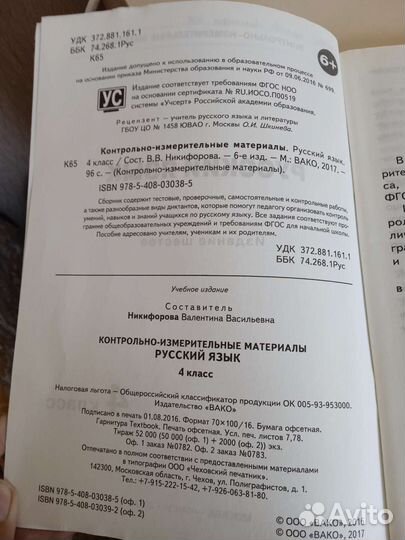 УДК 372.881.161.1
ББК 74.268.1Рус
К65
6+
Издание допущено к использованию в образовательном процессе
на основании приказа Министерства образования и науки РФ от 09.06.2016 № 699.
УС
Издание соответствует требованиям ФГОС НОО
на основании сертификата № RU.ИОСО.П00519
системы «Учсерт» Российской академии образования.
Рецензент – учитель русского языка и литературы
ГБОУ ЦО № 1458 ЮВАО г. Москвы О.И. Шкинева.
Контрольно-измерительные материалы. Русский язык.
К65 4 класс / Сост. В.В. Никифорова. – 6-е изд. – М.: ВАКО, 2017. –
96 с. – (Контрольно-измерительные материалы).
ISBN 978-5-408-03038-5
Сборник содержит тестовые, проверочные, самостоятельные и контрольные работы,
а также разнообразные виды диктантов, которые помогут педагогу организовать контроль
умений, навыков и знаний учащихся по русскому языку. Все задания соответствуют про-
грамме общеобразовательных учреждений и требованиям ФГОС для начальной школы.
Пособие адресовано учителям, ученикам и их родителям.
УДК 372.881.161.1
ББК 74.268.1Рус
Учебное издание
Составитель
Никифорова Валентина Васильевна
КОНТРОЛЬНО-ИЗМЕРИТЕЛЬНЫЕ МАТЕРИАЛЫ
РУССКИЙ ЯЗЫК
4 класс
Налоговая льгота – Общероссийский классификатор продукции ОК 005-93-953000.
Издательство «ВАКО»
Подписано в печать 01.08.2016. Формат 70×100/16. Бумага офсетная.
Гарнитура Textbook. Печать офсетная. Усл. печ. листов 7,78.
Тираж 52 000 (50 000 (оф. 1) + 2000 (оф. 2)) экз.
Оф. 1 заказ № 0782. Оф. 2 заказ № 0783.
Отпечатано в полном соответствии с предоставленными материалами
в типографии ООО «Чеховский печатник».
142300, Московская область, г. Чехов, ул. Полиграфистов, д. 1.
Тел.: +7-915-222-15-42, +7-926-063-81-80.
ISBN 978-5-408-03038-5 (оф. 1)
ISBN 978-5-408-03039-2 (оф. 2)
© ООО «ВАКО», 2016
© ООО «ВАКО», 2017
Avito